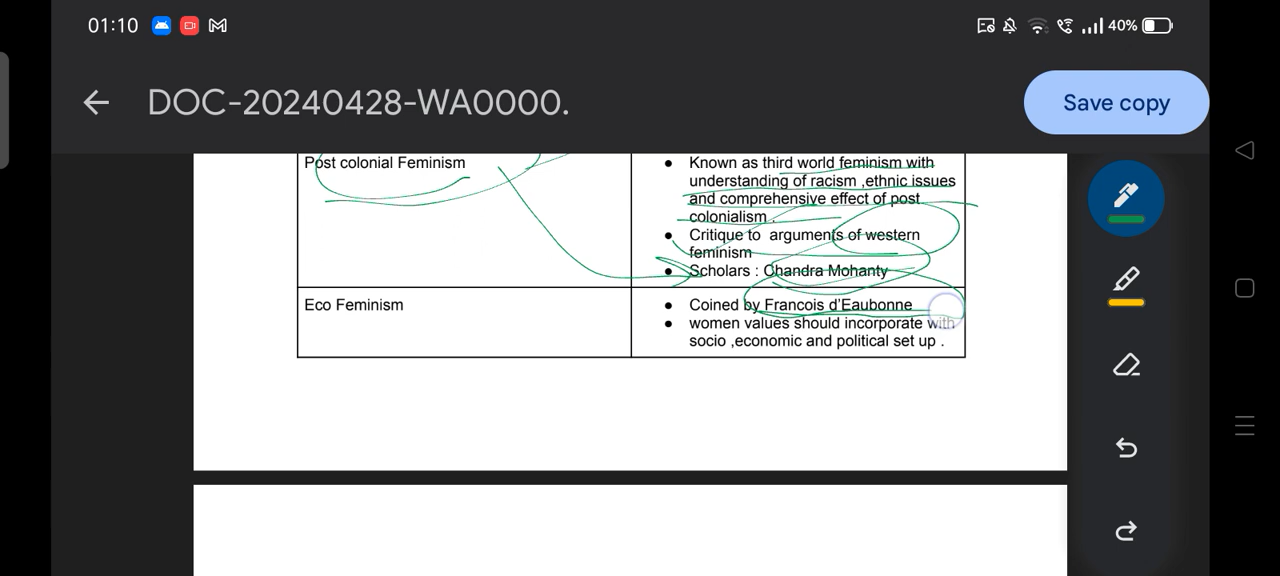 01:10
40%
DOC-20240428-WA0000.
Save copy
Post colonial Feminism
● Known as third world feminism with
understanding of racism ,ethnic issues
and comprehensive effect of post
colonialism .
● Critique to arguments of western
feminism
● Scholars : Chandra Mohanty
Eco Feminism
● Coined by Francois d'Eaubonne
● women values should incorporate with
socio ,economic and political set up .